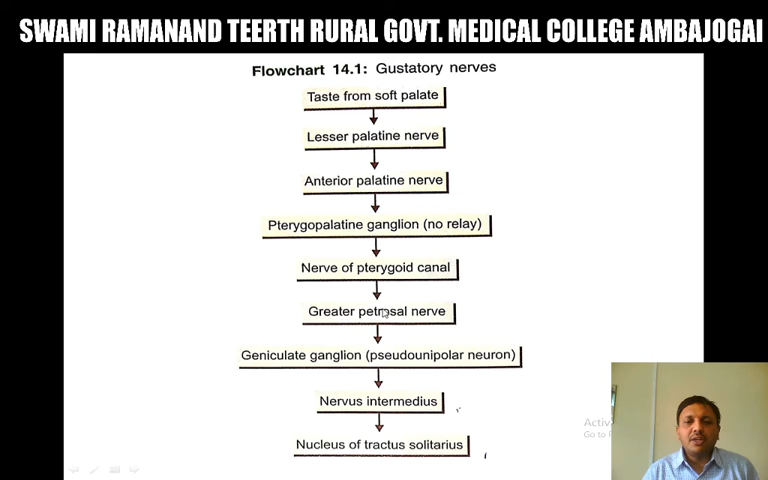 SWAMI RAMANAND TEERTH RURAL GOVT. MEDICAL COLLEGE AMBAJOGAI
Flowchart 14.1: Gustatory nerves
Taste from soft palate
Lesser palatine nerve
Anterior palatine nerve
Pterygopalatine ganglion (no relay)
Nerve of pterygoid canal
Greater petrosal nerve
Geniculate ganglion (pseudounipolar neuron)
Nervus intermedius
Nucleus of tractus solitarius
Go to